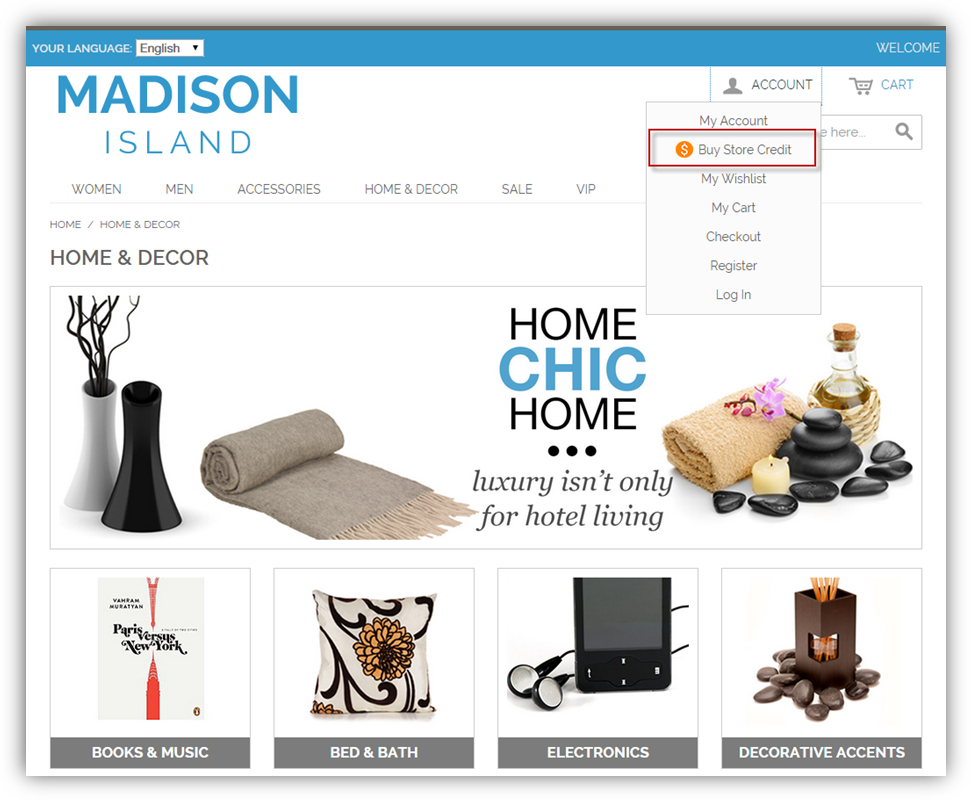 YOUR LANGUAGE: English
WELCOME
MADISON
ISLAND
ACCOUNT
CART
My Account
Buy Store Credit
My Wishlist
My Cart
Checkout
Register
Log In
here...
WOMEN MEN ACCESSORIES HOME & DECOR SALE VIP
HOME / HOME & DECOR
HOME & DECOR
HOME
CHIC
HOME
luxury isn't only
for hotel living
VAHRAM
MURATYAN
Paris
versus
New York
BOOKS & MUSIC
BED & BATH
ELECTRONICS
DECORATIVE ACCENTS